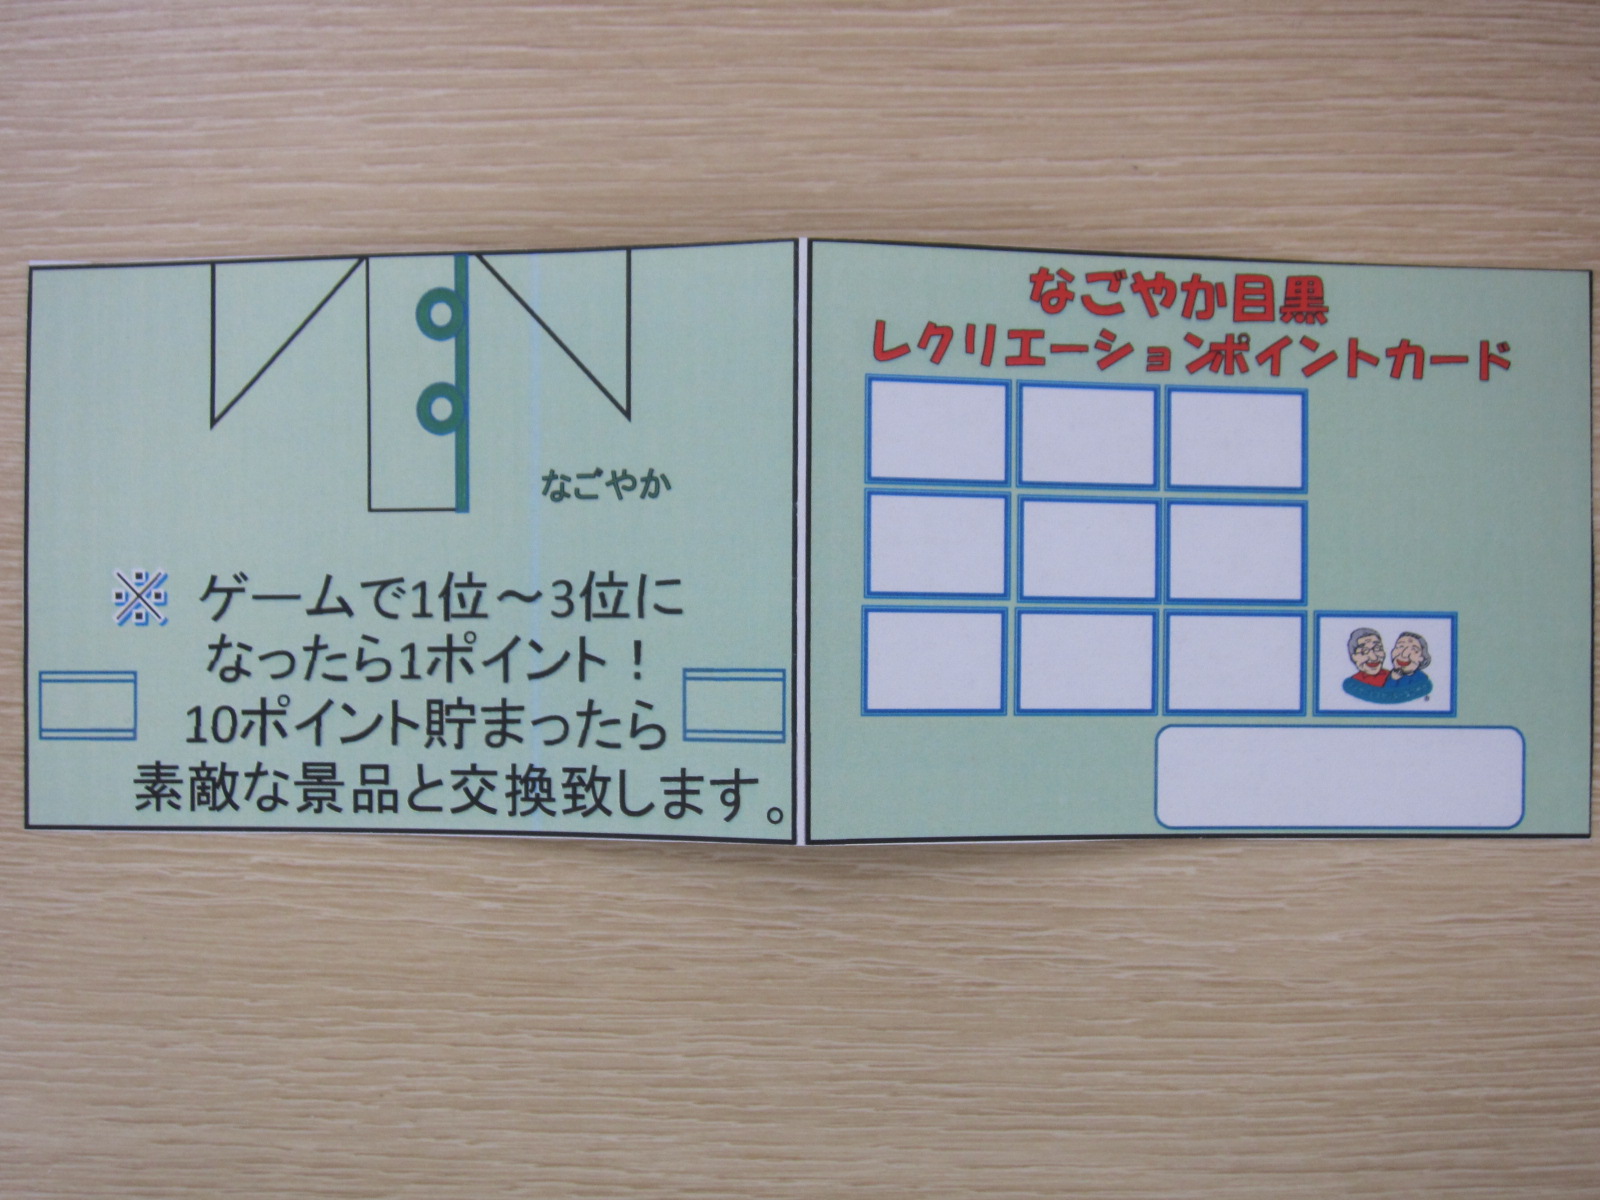 なごやか
※ ゲームで1位～3位に
なったら1ポイント！
10ポイント貯まったら
素敵な景品と交換致します。
なごやか目黒
レクリエーションポイントカード